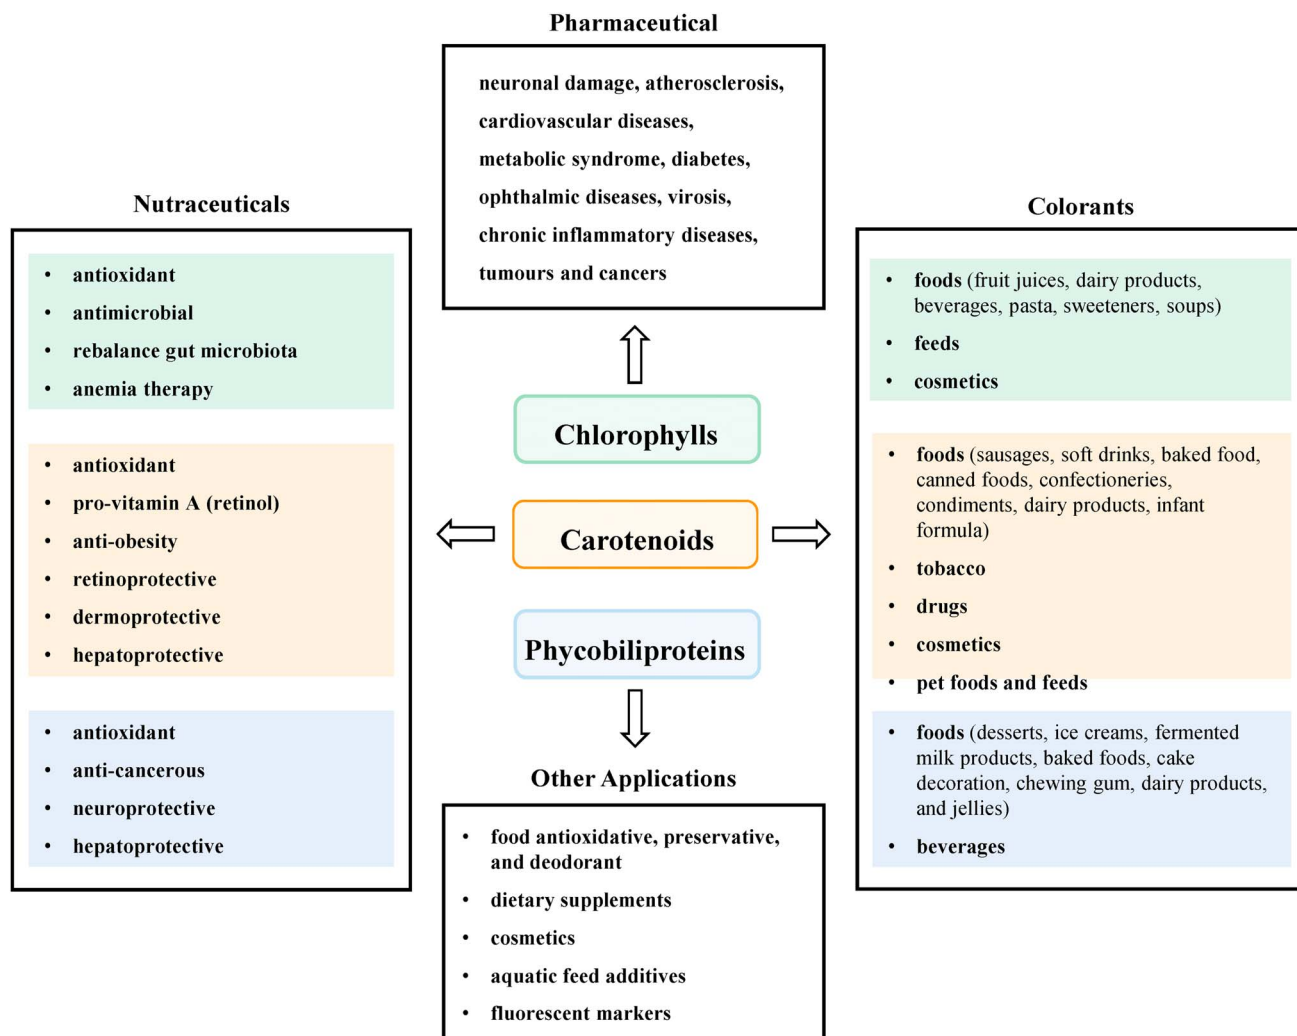 Pharmaceutical
neuronal damage, atherosclerosis,
cardiovascular diseases,
metabolic syndrome, diabetes,
ophthalmic diseases, virosis,
chronic inflammatory diseases,
tumours and cancers
Nutraceuticals
• antioxidant
• antimicrobial
• rebalance gut microbiota
• anemia therapy
• antioxidant
• pro-vitamin A (retinol)
• anti-obesity
• retinoprotective
• dermoprotective
• hepatoprotective
• antioxidant
• anti-cancerous
• neuroprotective
• hepatoprotective
Chlorophylls
Carotenoids
Phycobiliproteins
Colorants
• foods (fruit juices, dairy products,
beverages, pasta, sweeteners, soups)
• feeds
• cosmetics
• foods (sausages, soft drinks, baked food,
canned foods, confectioneries,
condiments, dairy products, infant
formula)
• tobacco
• drugs
• cosmetics
• pet foods and feeds
• foods (desserts, ice creams, fermented
milk products, baked foods, cake
decoration, chewing gum, dairy products,
and jellies)
• beverages
Other Applications
• food antioxidative, preservative,
and deodorant
• dietary supplements
• cosmetics
• aquatic feed additives
• fluorescent markers